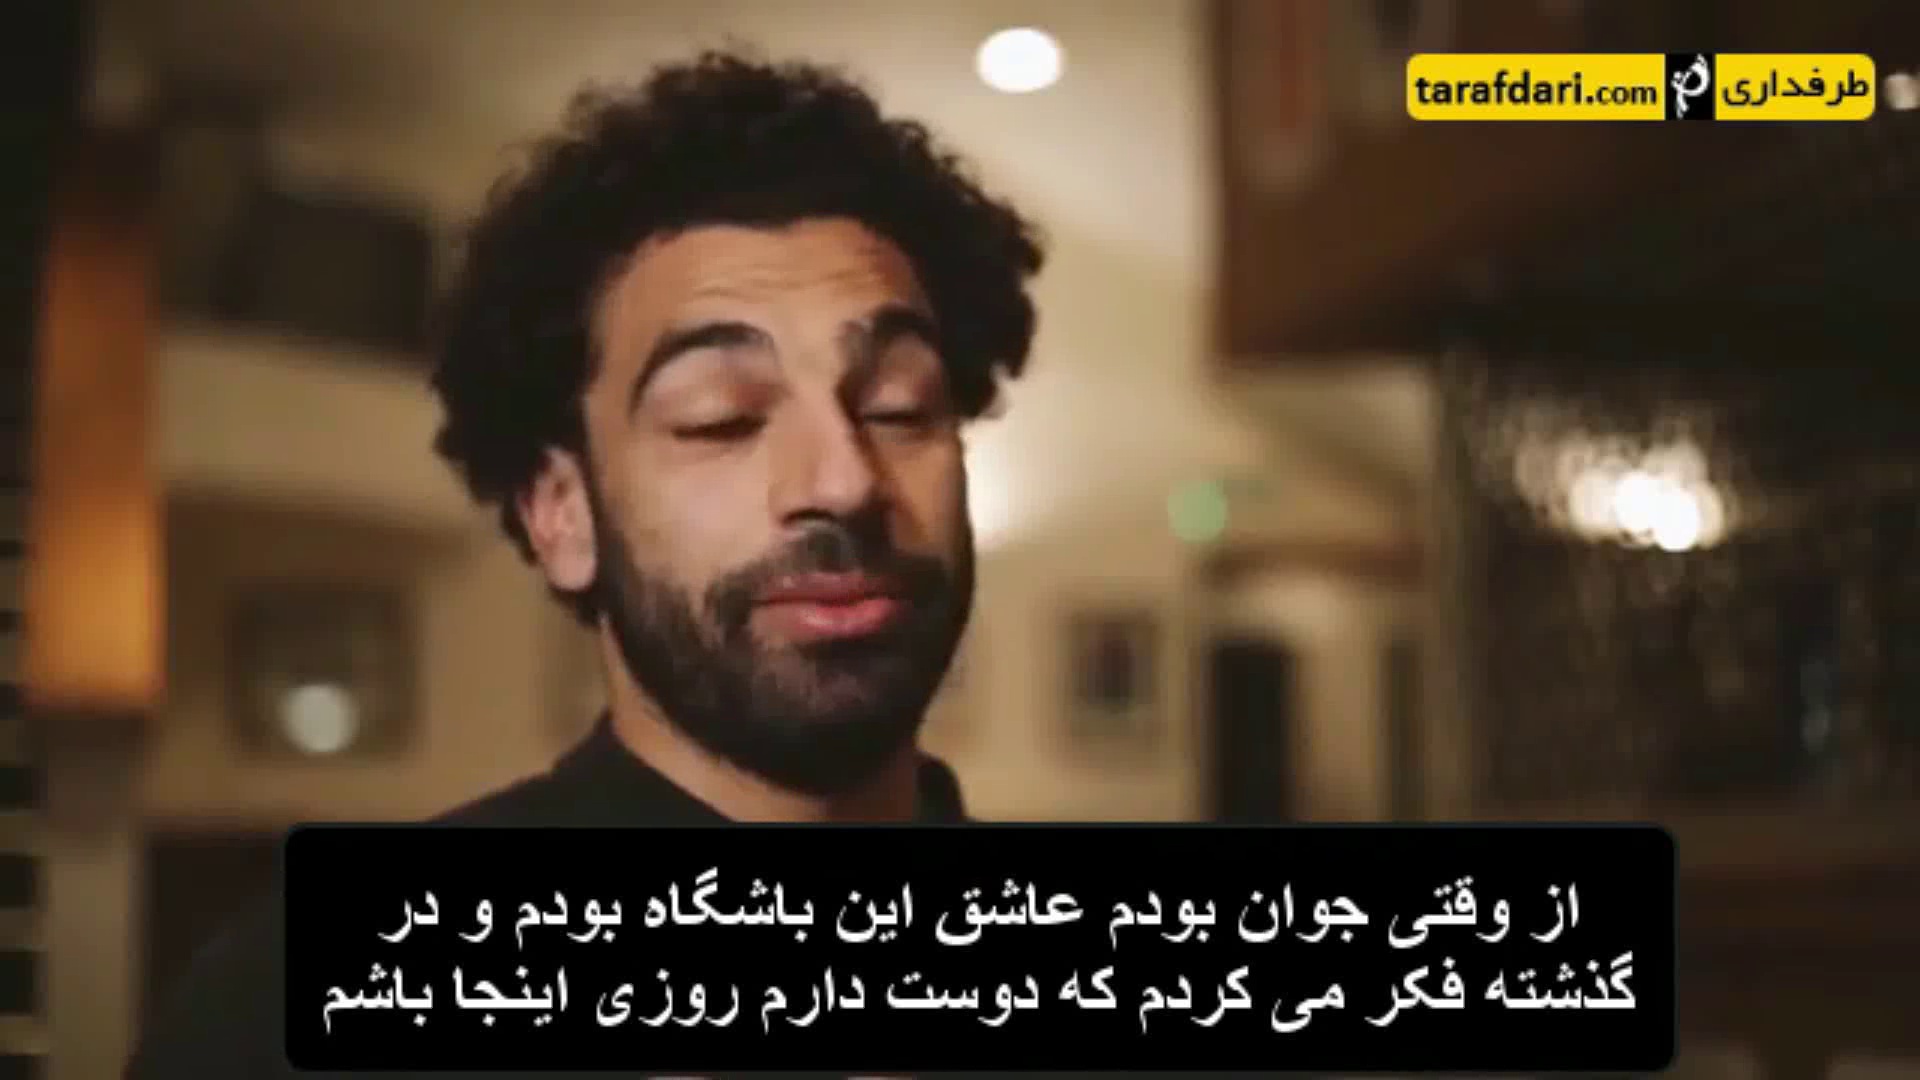 tarafdari.com طرفداری
از وقتی جوان بودم عاشق این باشگاه بودم و در
گذشته فکر می کردم که دوست دارم روزی اینجا باشم